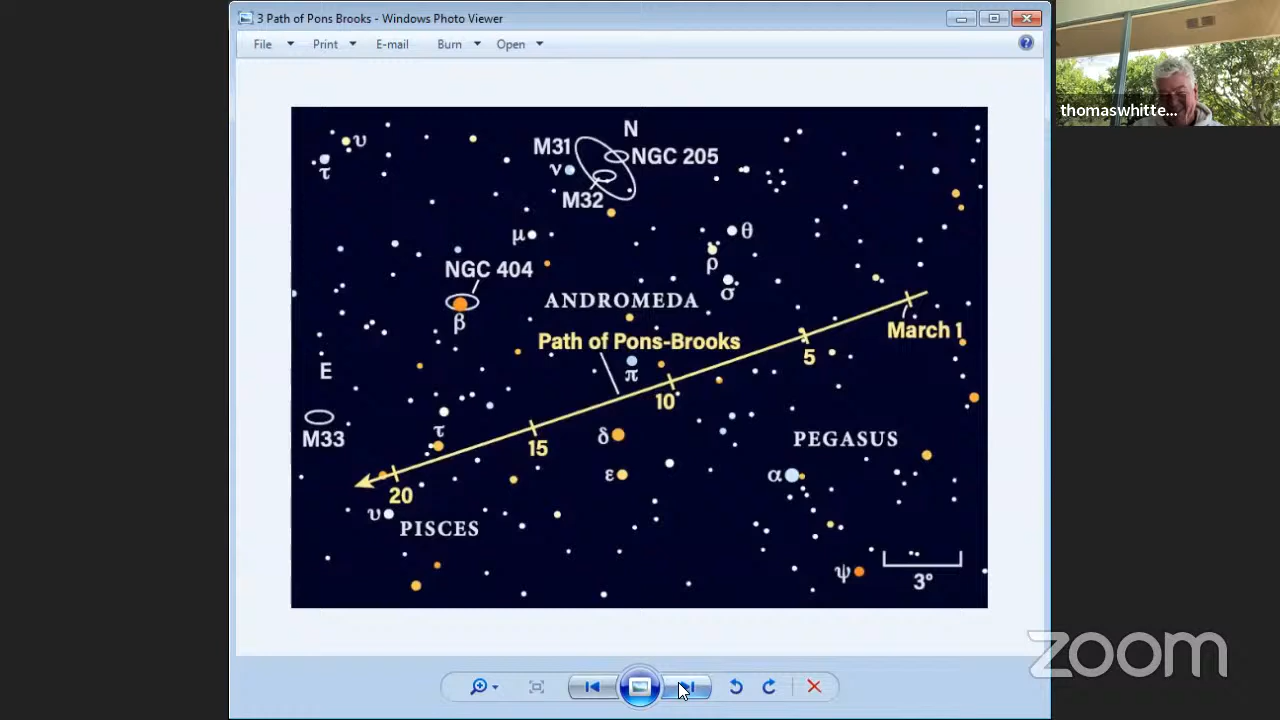 3 Path of Pons Brooks - Windows Photo Viewer
File Print E-mail Burn Open
thomaswhitte...
N
M31
NGC 205
υ
ν
τ
M32
μ
θ
ρ
NGC 404
σ
ANDROMEDA
β
March 1
Path of Pons-Brooks
5
E
π
10
M33
τ
δ
15
PEGASUS
ε
α
20
υ
PISCES
ψ
3°
zoom